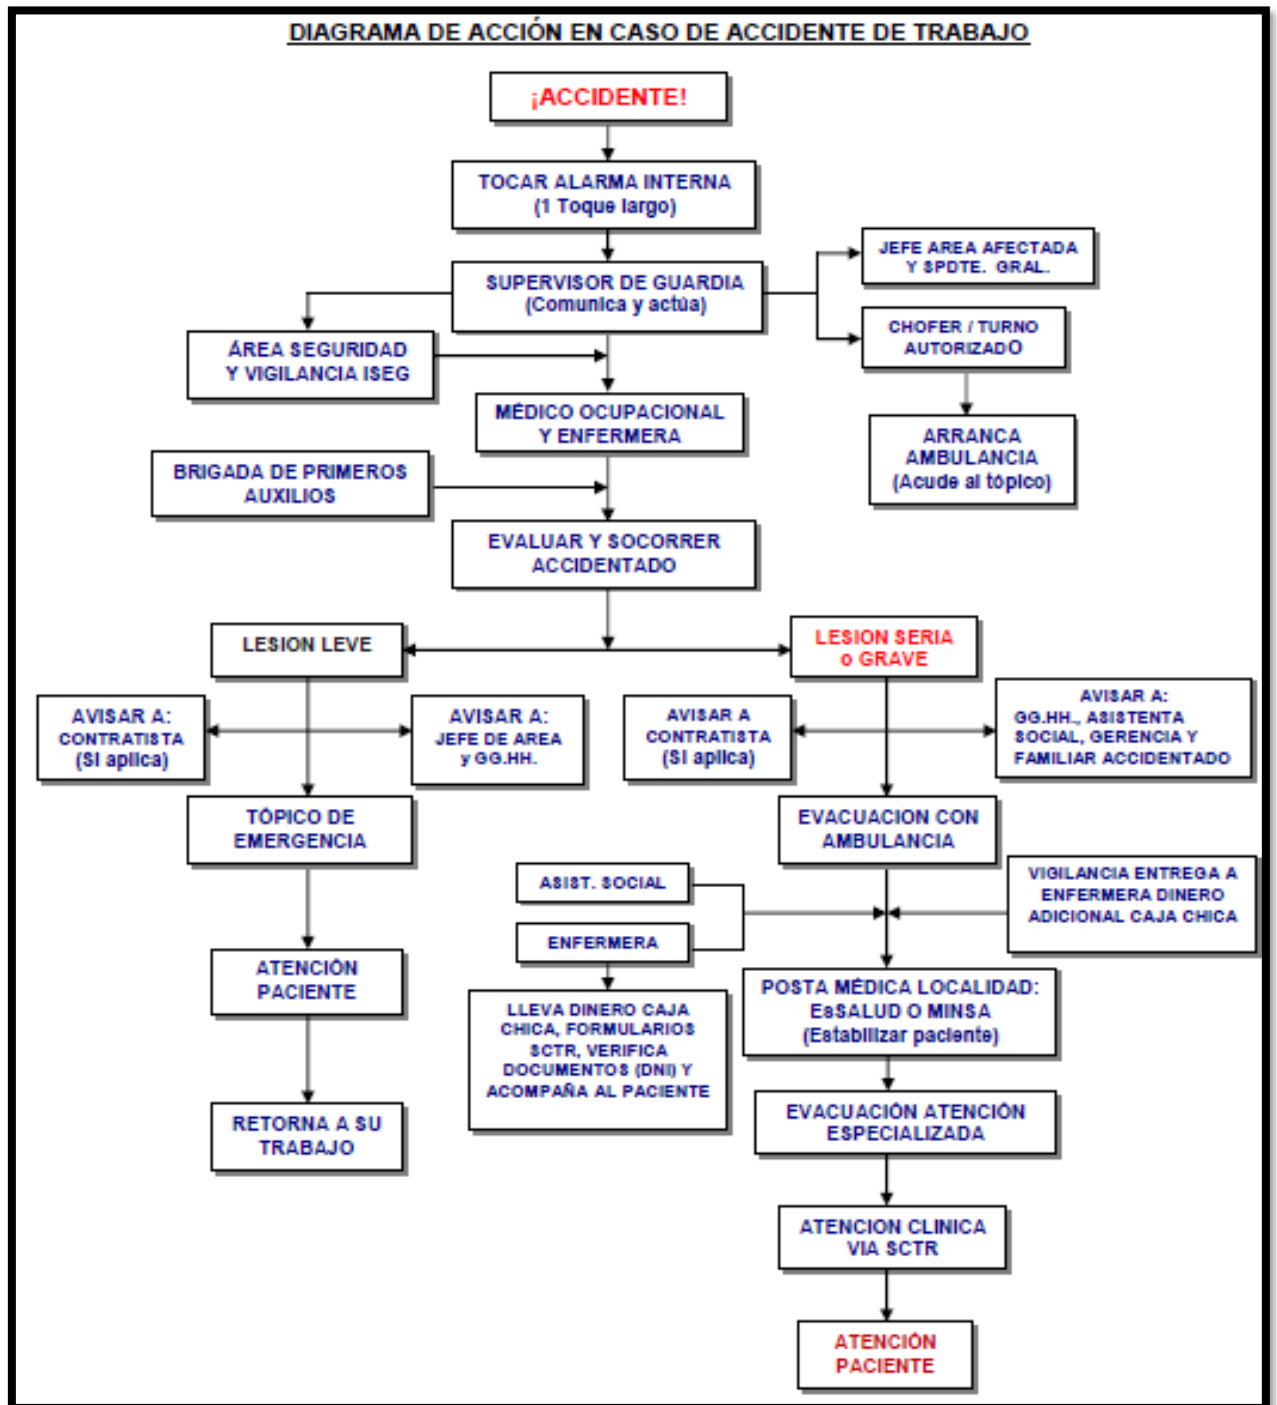 DIAGRAMA DE ACCIÓN EN CASO DE ACCIDENTE DE TRABAJO
¡ACCIDENTE!
TOCAR ALARMA INTERNA
(1 Toque largo)
SUPERVISOR DE GUARDIA
(Comunica y actúa)
JEFE AREA AFECTADA
Y SPDTE. GRAL.
CHOFER / TURNO
AUTORIZADO
ÁREA SEGURIDAD
Y VIGILANCIA ISEG
MÉDICO OCUPACIONAL
Y ENFERMERA
ARRANCA
AMBULANCIA
(Acude al tópico)
BRIGADA DE PRIMEROS
AUXILIOS
EVALUAR Y SOCORRER
ACCIDENTADO
LESION LEVE
LESION SERIA
o GRAVE
AVISAR A:
CONTRATISTA
(SI aplica)
AVISAR A:
JEFE DE AREA
y GG.HH.
AVISAR A
CONTRATISTA
(SI aplica)
AVISAR A:
GG.HH., ASISTENTA
SOCIAL, GERENCIA Y
FAMILIAR ACCIDENTADO
TÓPICO DE
EMERGENCIA
EVACUACION CON
AMBULANCIA
ASIST. SOCIAL
VIGILANCIA ENTREGA A
ENFERMERA DINERO
ADICIONAL CAJA CHICA
ENFERMERA
ATENCIÓN
PACIENTE
POSTA MÉDICA LOCALIDAD:
EsSALUD O MINSA
(Estabilizar paciente)
LLEVA DINERO CAJA
CHICA, FORMULARIOS
SCTR, VERIFICA
DOCUMENTOS (DNI) Y
ACOMPAÑA AL PACIENTE
RETORNA A SU
TRABAJO
EVACUACIÓN ATENCIÓN
ESPECIALIZADA
ATENCION CLINICA
VIA SCTR
ATENCIÓN
PACIENTE